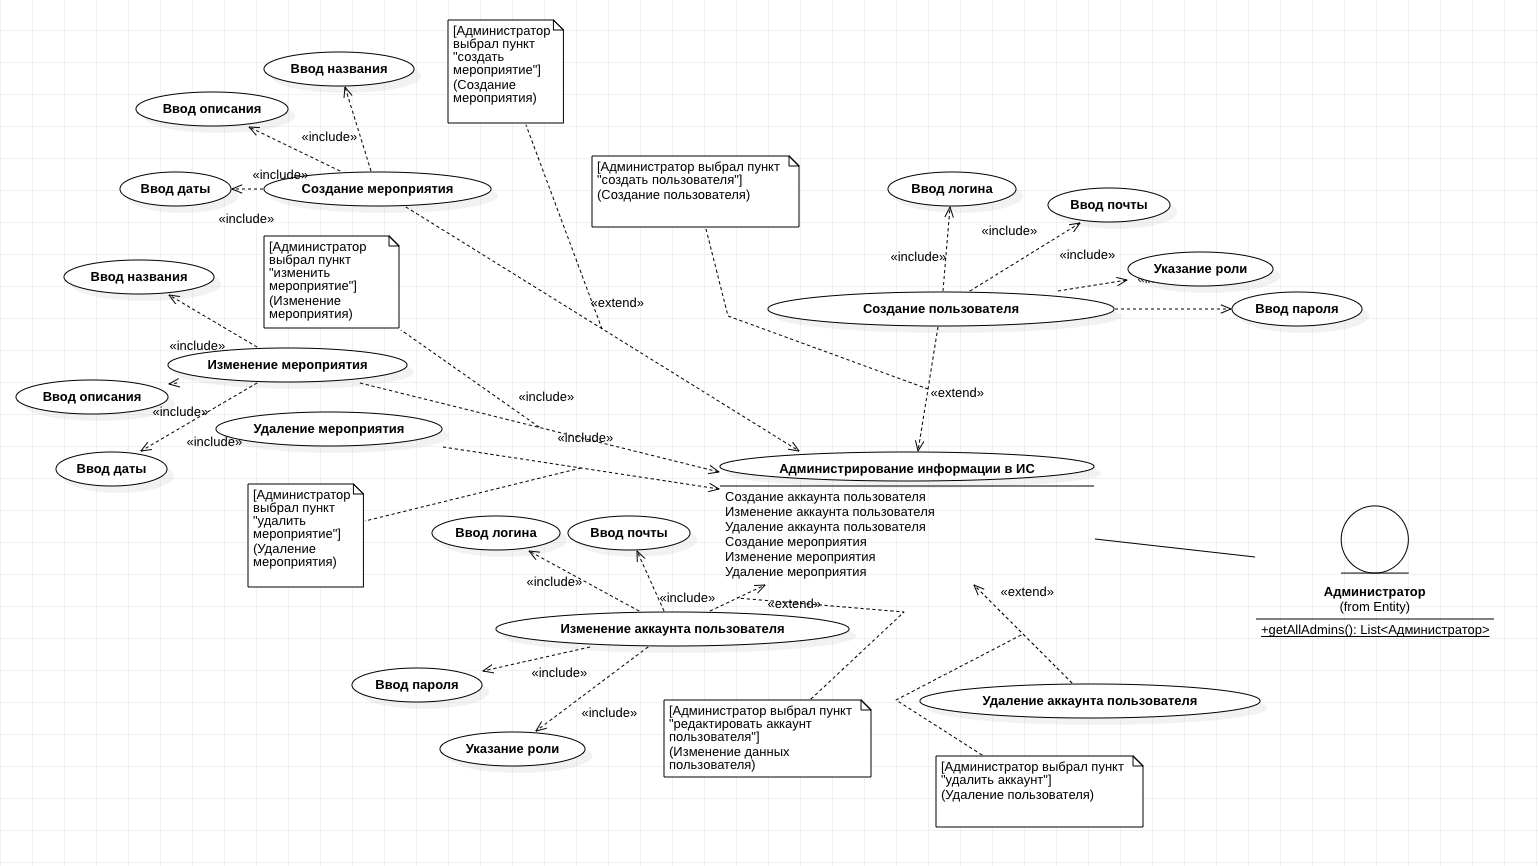 [Администратор
выбрал пункт
"создать
мероприятие"]
(Создание
мероприятия)
Ввод названия
Ввод описания
«include»
[Администратор выбрал пункт
"создать пользователя"]
(Создание пользователя)
«include»
Ввод даты
Создание мероприятия
«include»
Ввод логина
Ввод почты
«include»
«include»
«include»
Указание роли
[Администратор
выбрал пункт
"изменить
мероприятие"]
(Изменение
мероприятия)
Ввод названия
«extend»
Создание пользователя
Ввод пароля
«include»
Изменение мероприятия
Ввод описания
«include»
«include»
«extend»
Удаление мероприятия
«include»
«include»
Ввод даты
Администрирование информации в ИС
Создание аккаунта пользователя
Изменение аккаунта пользователя
Удаление аккаунта пользователя
Создание мероприятия
Изменение мероприятия
Удаление мероприятия
[Администратор
выбрал пункт
"удалить
мероприятие"]
(Удаление
мероприятия)
Ввод логина
Ввод почты
«include»
«include»
«extend»
«extend»
Администратор
(from Entity)
+getAllAdmins(): List<Администратор>
Изменение аккаунта пользователя
«include»
Ввод пароля
«include»
Указание роли
[Администратор выбрал пункт
"редактировать аккаунт
пользователя"]
(Изменение данных
пользователя)
Удаление аккаунта пользователя
[Администратор выбрал пункт
"удалить аккаунт"]
(Удаление пользователя)